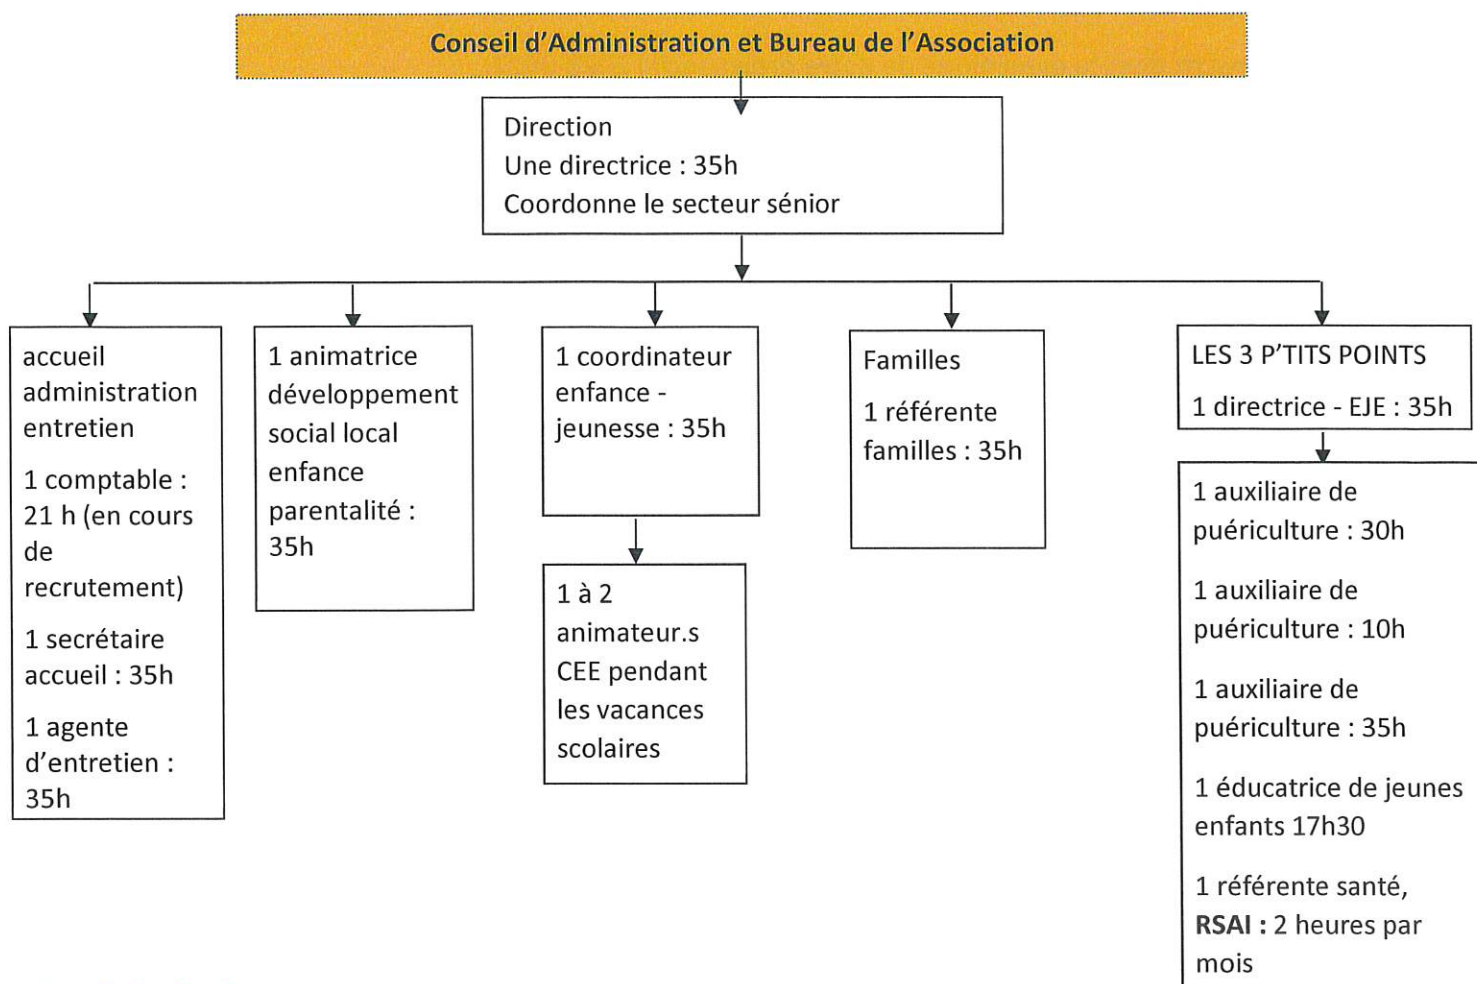 Conseil d'Administration et Bureau de l'Association
Direction
Une directrice : 35h
Coordonne le secteur sénior
accueil
administration
entretien
1 comptable :
21 h (en cours
de
recrutement)
1 secrétaire
accueil : 35h
1 agente
d'entretien :
35h
1 animatrice
développement
social local
enfance
parentalité :
35h
1 coordinateur
enfance -
jeunesse : 35h
1 à 2
animateur.s
CEE pendant
les vacances
scolaires
Familles
1 référente
familles : 35h
LES 3 P'TITS POINTS
1 directrice - EJE : 35h
1 auxiliaire de
puériculture : 30h
1 auxiliaire de
puériculture : 10h
1 auxiliaire de
puériculture : 35h
1 éducatrice de jeunes
enfants 17h30
1 référente santé,
RSAI : 2 heures par
mois